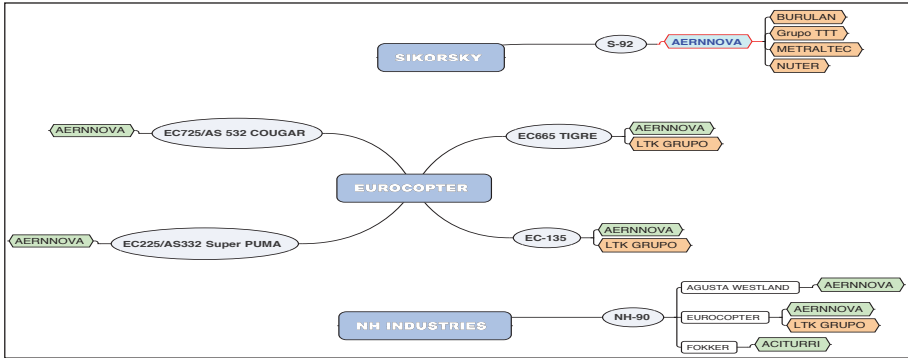 SIKORSKY
S-92
AERNNOVA
BURULAN
Grupo TTT
METRALTEC
NUTER
AERNNOVA
EC725/AS 532 COUGAR
EC665 TIGRE
AERNNOVA
LTK GRUPO
EUROCOPTER
AERNNOVA
EC225/AS332 Super PUMA
EC-135
AERNNOVA
LTK GRUPO
NH INDUSTRIES
NH-90
AGUSTA WESTLAND
AERNNOVA
EUROCOPTER
AERNNOVA
LTK GRUPO
FOKKER
ACITURRI